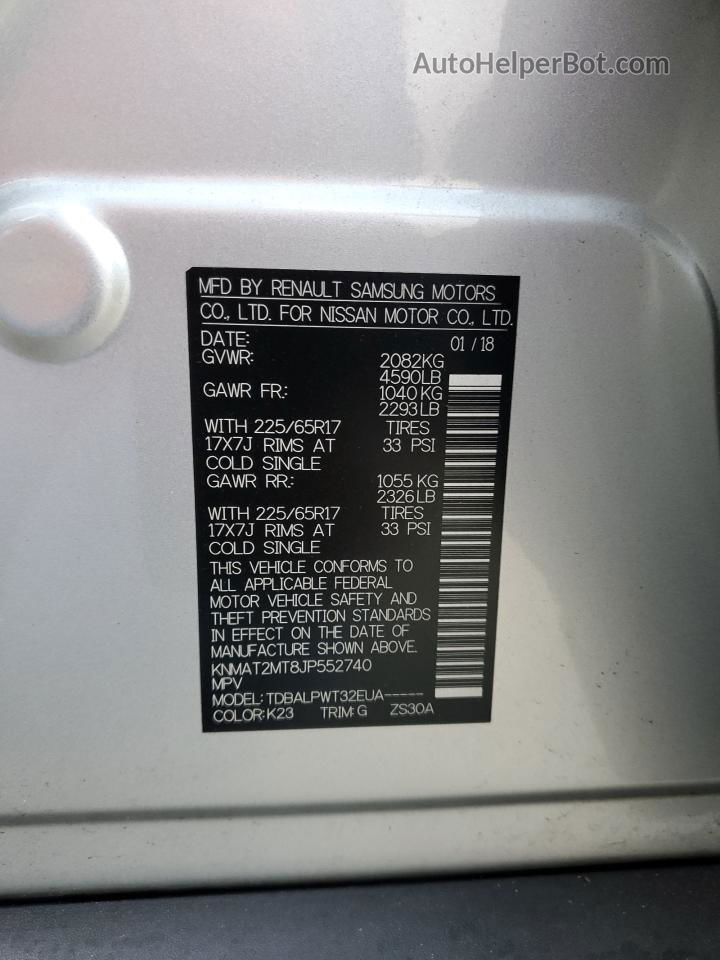 AutoHelperBot.com
MFD BY RENAULT SAMSUNG MOTORS
CO., LTD. FOR NISSAN MOTOR CO., LTD.
DATE: 01 / 18
GVWR: 2082KG
4590LB
GAWR FR: 1040 KG
2293LB
WITH 225/65R17 TIRES
17X7J RIMS AT 33 PSI
COLD SINGLE
GAWR RR: 1055 KG
2326LB
WITH 225/65R17 TIRES
17X7J RIMS AT 33 PSI
COLD SINGLE
THIS VEHICLE CONFORMS TO
ALL APPLICABLE FEDERAL
MOTOR VEHICLE SAFETY AND
THEFT PREVENTION STANDARDS
IN EFFECT ON THE DATE OF
MANUFACTURE SHOWN ABOVE.
KNMAT2MT8JP552740
MPV
MODEL: TDBALPWT32EUA-----
COLOR: K23 TRIM: G ZS30A